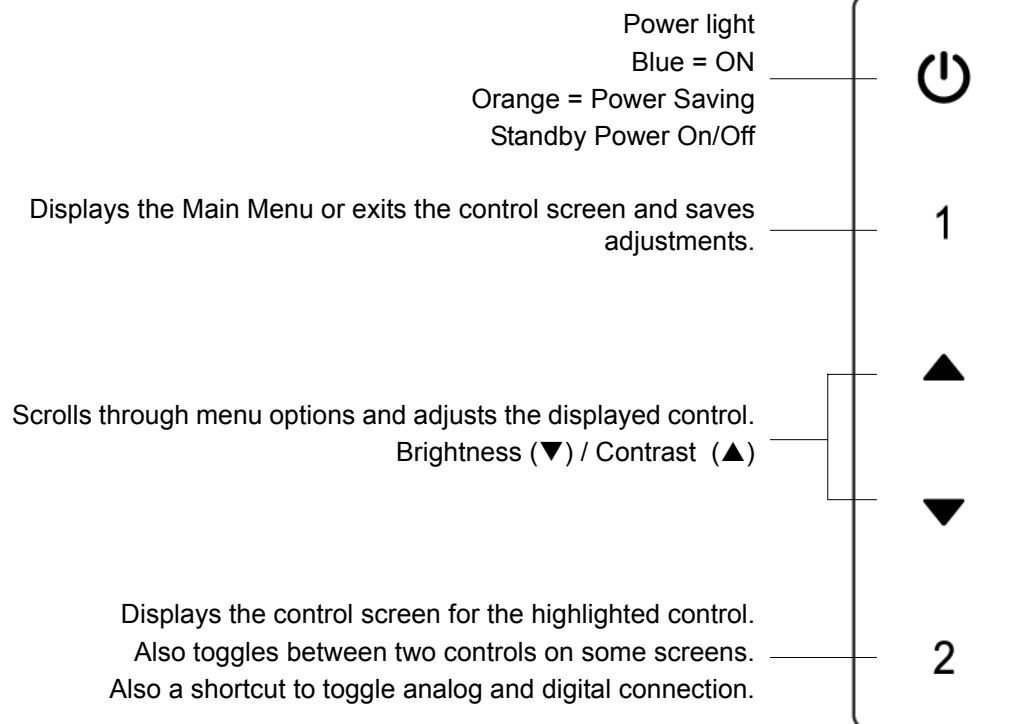 Power light
Blue = ON
Orange = Power Saving
Standby Power On/Off
Displays the Main Menu or exits the control screen and saves
adjustments.
1
Scrolls through menu options and adjusts the displayed control.
Brightness (▼) / Contrast (▲)
Displays the control screen for the highlighted control.
Also toggles between two controls on some screens.
Also a shortcut to toggle analog and digital connection.
2